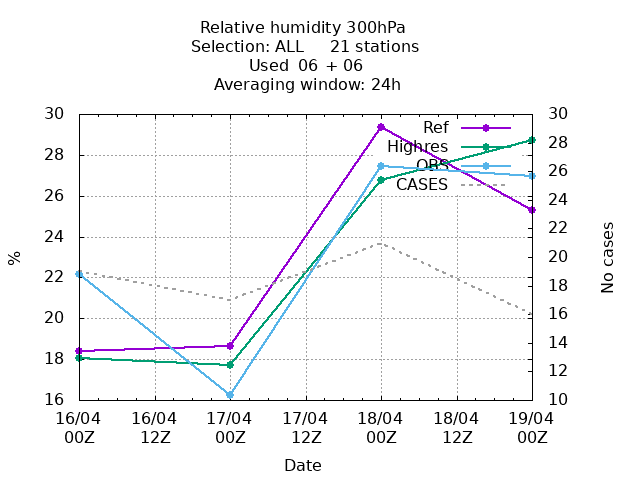 Relative humidity 300hPa
Selection: ALL 21 stations
Used 06 + 06
Averaging window: 24h
30 30
28 28
26 26
24 24
22 22
20 20
18 18
16 16
14
12
10
Ref
Highres
OBS
CASES
%
No cases
16/04 16/04 17/04 17/04 18/04 18/04 19/04
00Z 12Z 00Z 12Z 00Z 12Z 00Z
Date